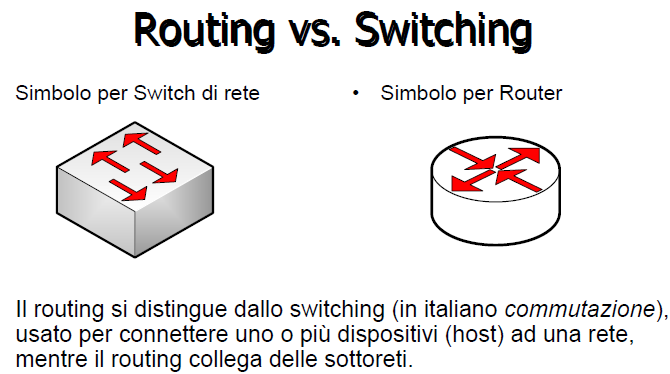 Routing vs. Switching
Simbolo per Switch di rete
• Simbolo per Router
Il routing si distingue dallo switching (in italiano commutazione),
usato per connettere uno o più dispositivi (host) ad una rete,
mentre il routing collega delle sottoreti.